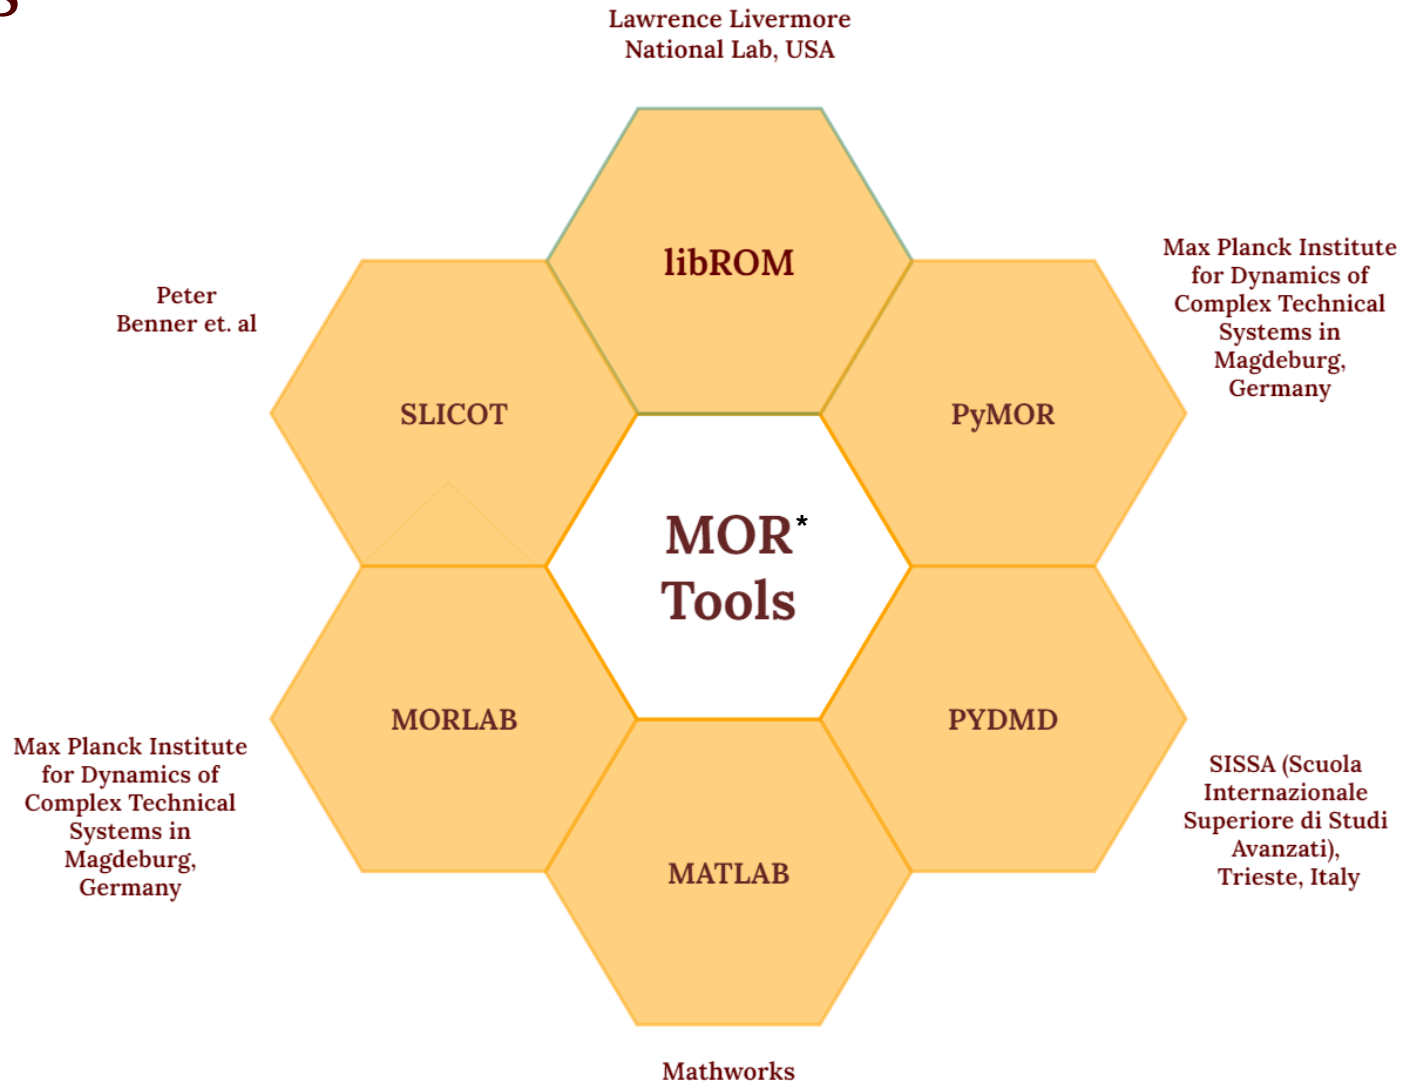 Lawrence Livermore
National Lab, USA
libROM
Peter
Benner et. al
SLICOT
Max Planck Institute
for Dynamics of
Complex Technical
Systems in
Magdeburg,
Germany
PyMOR
MOR*
Tools
MORLAB
Max Planck Institute
for Dynamics of
Complex Technical
Systems in
Magdeburg,
Germany
PYDMD
SISSA (Scuola
Internazionale
Superiore di Studi
Avanzati),
Trieste, Italy
MATLAB
Mathworks